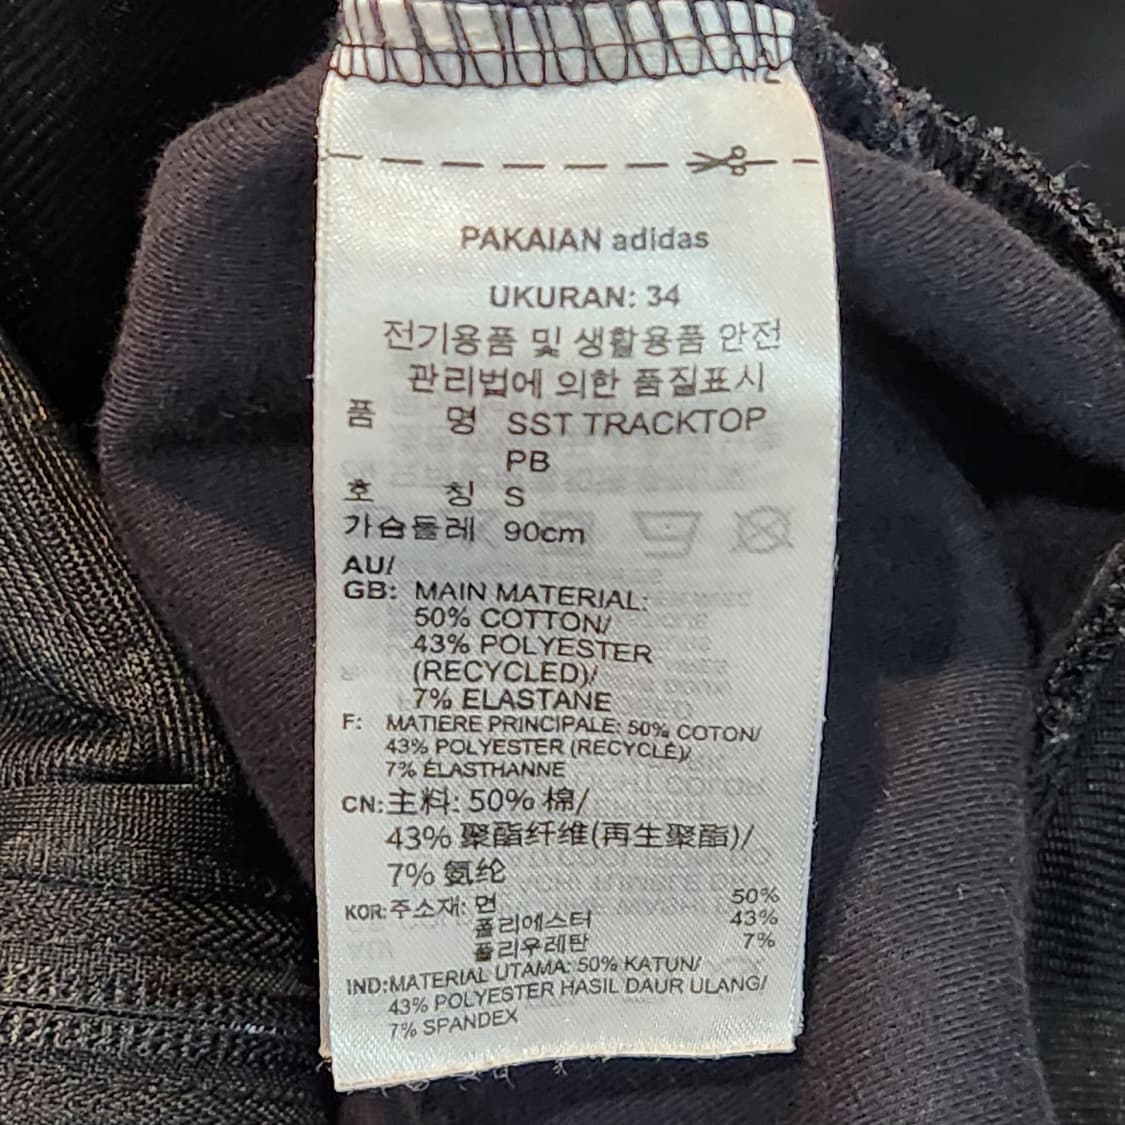 PAKAIAN adidas
UKURAN: 34
전기용품 및 생활용품 안전
관리법에 의한 품질표시
품 명 SST TRACKTOP
PB
호 칭 S
가슴둘레 90cm
AU/
GB: MAIN MATERIAL:
50% COTTON/
43% POLYESTER
(RECYCLED)/
7% ELASTANE
F: MATIERE PRINCIPALE: 50% COTON/
43% POLYESTER (RECYCLÉ)/
7% ÉLASTHANNE
CN:主料: 50% 棉/
43% 聚酯纤维(再生聚酯)/
7% 氨纶
KOR:주소재: 면 50%
폴리에스터 43%
폴리우레탄 7%
IND:MATERIAL UTAMA: 50% KATUN/
43% POLYESTER HASIL DAUR ULANG/
7% SPANDEX